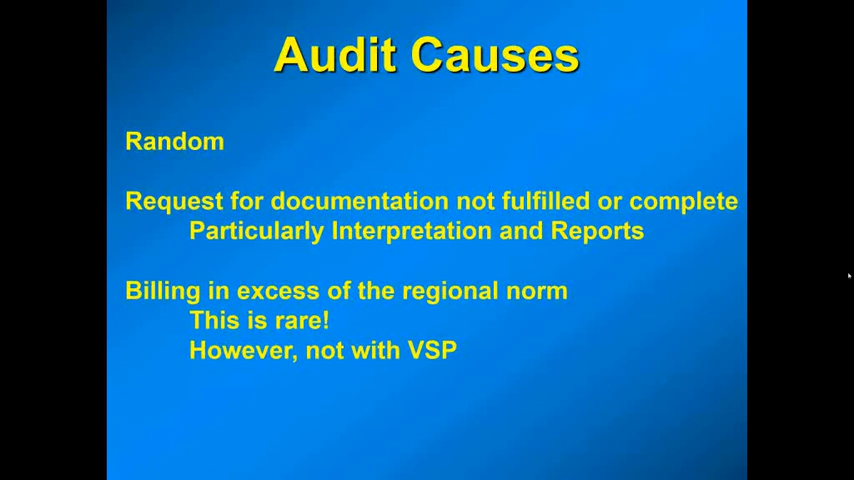 Audit Causes
Random
Request for documentation not fulfilled or complete
Particularly Interpretation and Reports
Billing in excess of the regional norm
This is rare!
However, not with VSP